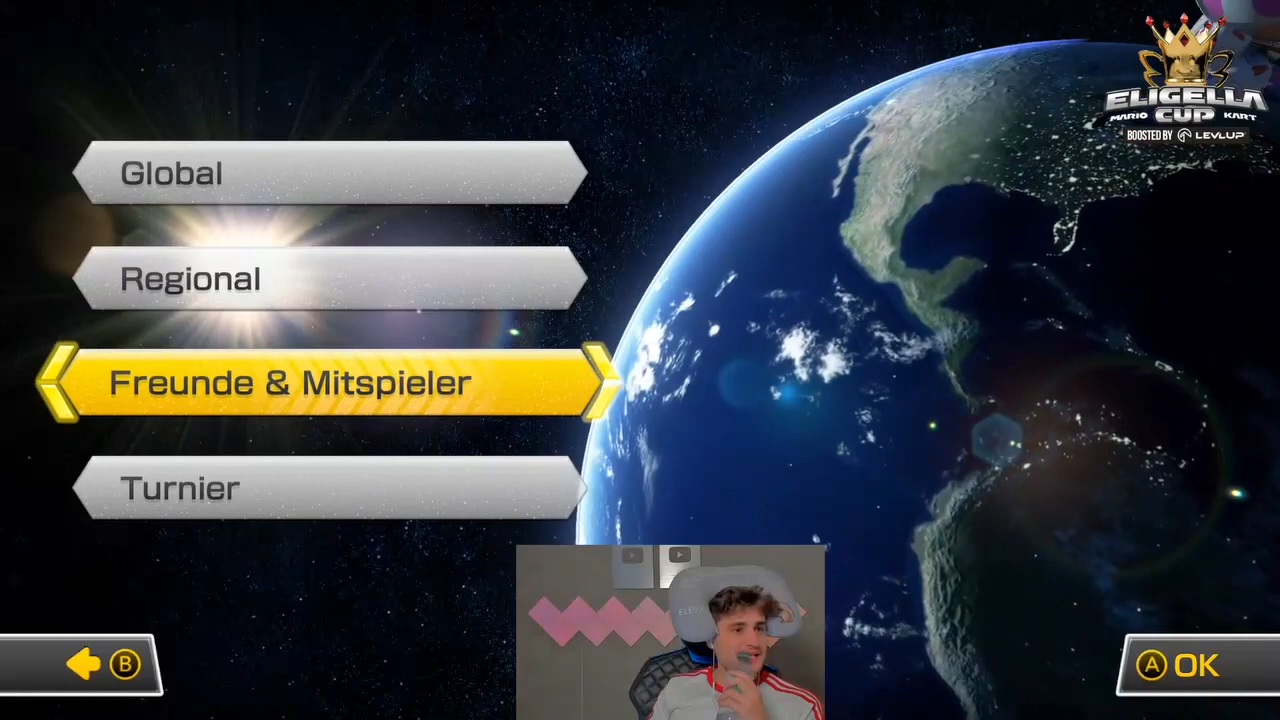 ELIGELLA
MARIO CUP KART
BOOSTED BY LEVLUP
Global
Regional
Freunde & Mitspieler
Turnier
B
A OK